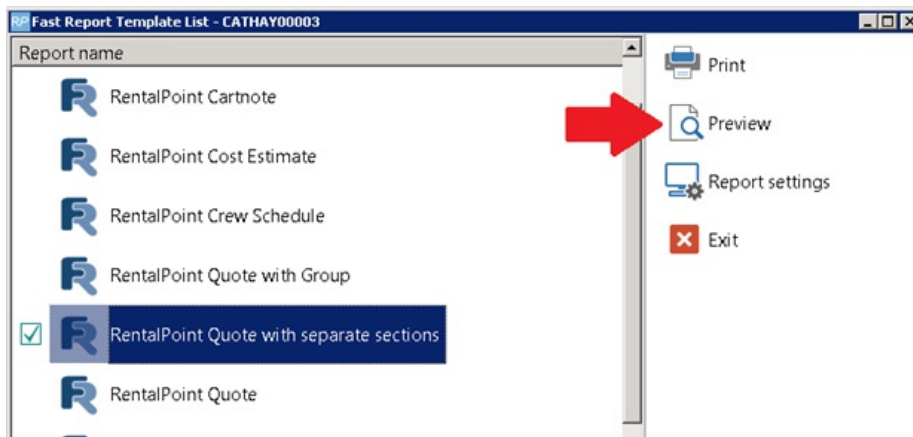 RP Fast Report Template List - CATHAY00003
Report name
RentalPoint Cartnote
RentalPoint Cost Estimate
RentalPoint Crew Schedule
RentalPoint Quote with Group
RentalPoint Quote with separate sections
RentalPoint Quote
Print
Preview
Report settings
Exit